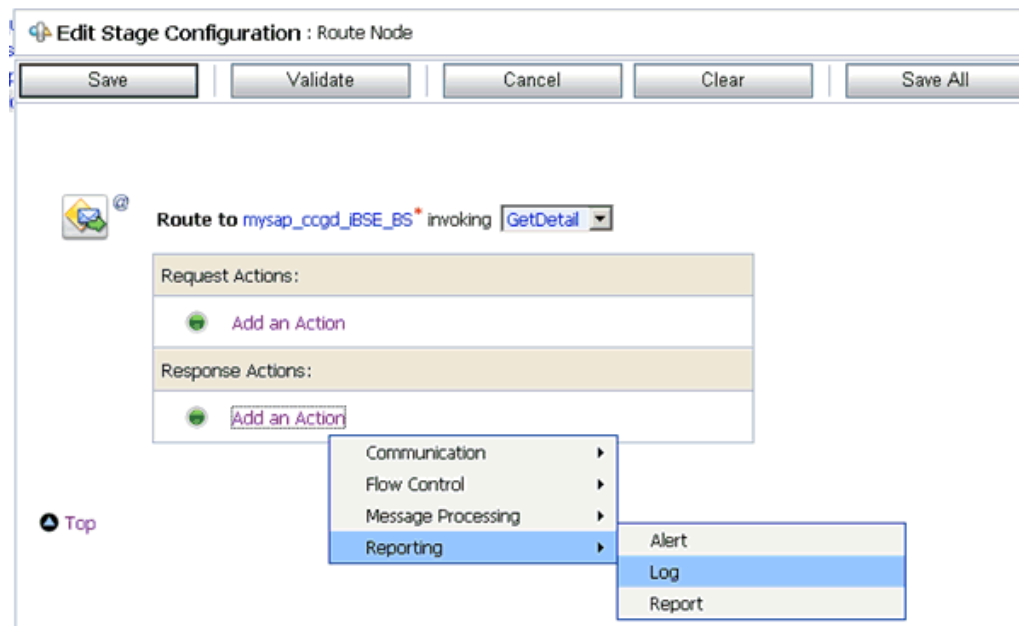 Edit Stage Configuration : Route Node
Save Validate Cancel Clear Save All
@
Route to mysap_ccgd_iBSE_BS* invoking GetDetail
Request Actions:
Add an Action
Response Actions:
Add an Action
Communication
Flow Control
Message Processing
Reporting
Alert
Log
Report
Top